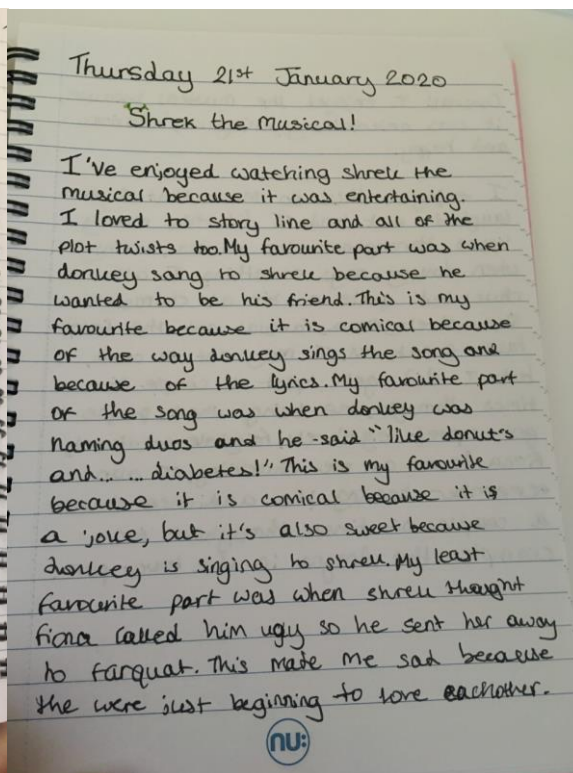 Thursday 21st January 2020
Shrek the Musical!
I've enjoyed watching shrek the
musical because it was entertaining.
I loved to story line and all of the
plot twists too. My favourite part was when
donkey sang to shrek because he
wanted to be his friend. This is my
favourite because it is comical because
of the way donkey sings the song and
because of the lyrics. My favourite part
of the song was when donkey was
naming duos and he said "like donut's
and... ... diabetes!" This is my favourite
because it is comical because it is
a joke, but it's also sweet because
donkey is singing to shrek. My least
favourite part was when shrek thought
fiona called him ugly so he sent her away
to farquat. This made me sad because
the were just beginning to love eachother.
nu: